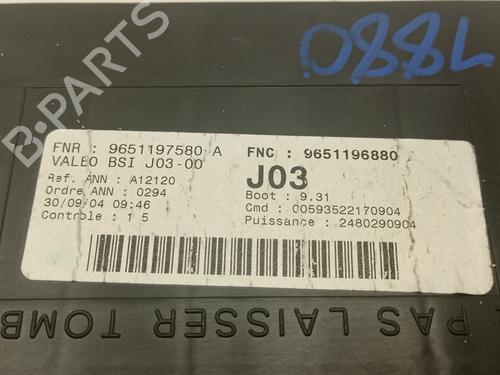 7880
B-PARTS
FNR : 9651197580 A
FNC : 9651196880
VALEO BSI J03-00
J03
Ref. ANN : A12120
Boot : 9.31
Ordre ANN : 0294
Cmd : 00593522170904
30/09/04 09:46
Puissance : 2480290904
Controle : 1 5
PAS LAISSER TOMB